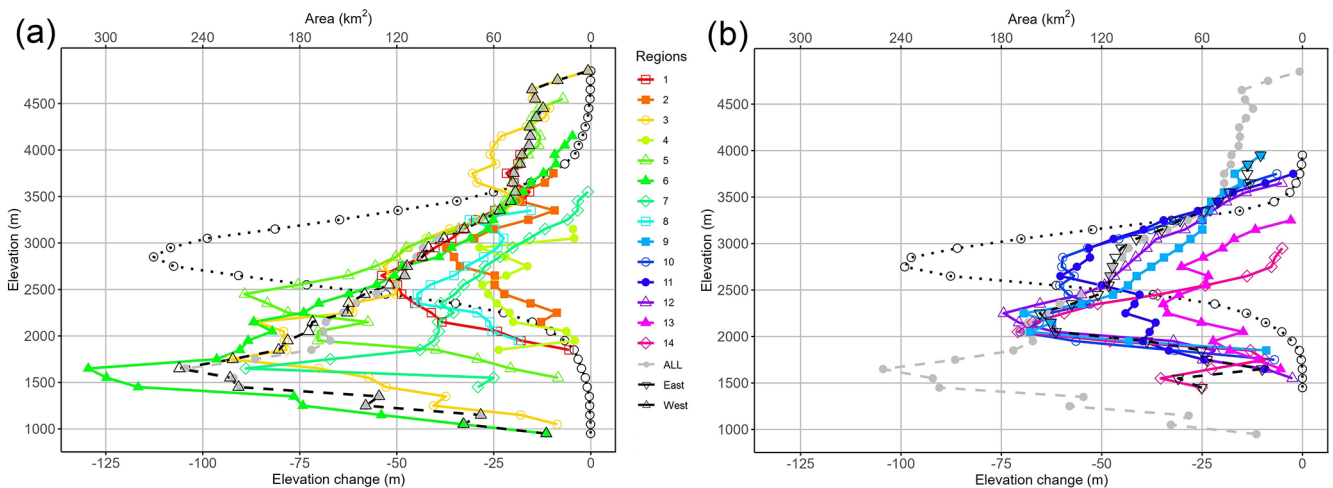 (a)
Area (km²)
300 240 180 120 60 0
Elevation (m)
4500
4000
3500
3000
2500
2000
1500
1000
-125 -100 -75 -50 -25 0
Elevation change (m)
Regions
1
2
3
4
5
6
7
8
9
10
11
12
13
14
ALL
East
West
(b)
Area (km²)
300 240 180 120 60 0
Elevation (m)
4500
4000
3500
3000
2500
2000
1500
1000
-125 -100 -75 -50 -25 0
Elevation change (m)